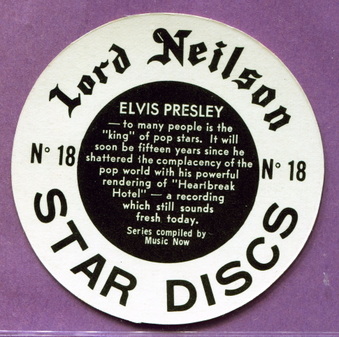 Lord Neilson
N° 18
N° 18
ELVIS PRESLEY
— to many people is the
"king" of pop stars. It will
soon be fifteen years since he
shattered the complacency of the
pop world with his powerful
rendering of "Heartbreak
Hotel" — a recording
which still sounds
fresh today.
Series compiled by
Music Now
STAR DISCS